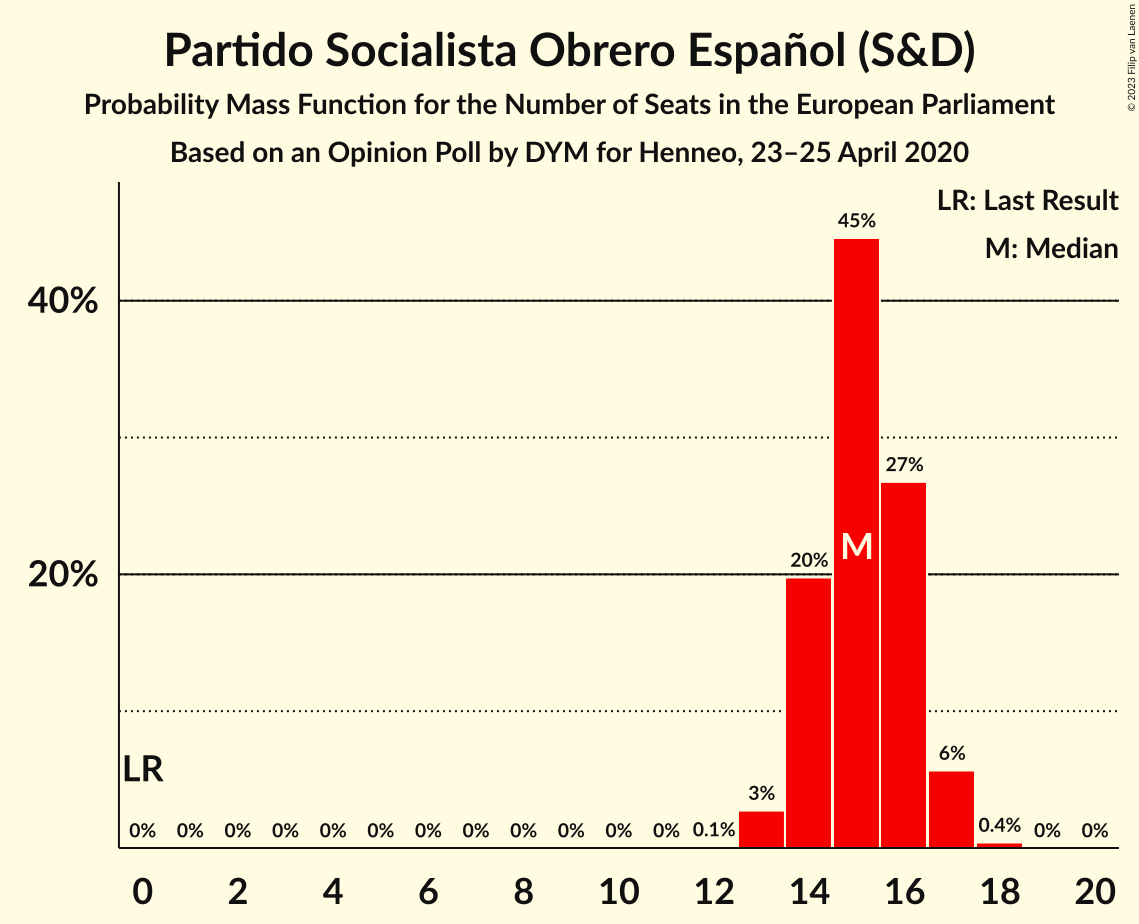 Partido Socialista Obrero Español (S&D)
Probability Mass Function for the Number of Seats in the European Parliament
Based on an Opinion Poll by DYM for Henneo, 23–25 April 2020
© 2023 Filip van Laenen
LR: Last Result
M: Median
40%
20%
45%
27%
20%
M
6%
3%
LR
0% 0% 0% 0% 0% 0% 0% 0% 0% 0% 0% 0% 0.1% 0.4% 0% 0%
0 2 4 6 8 10 12 14 16 18 20